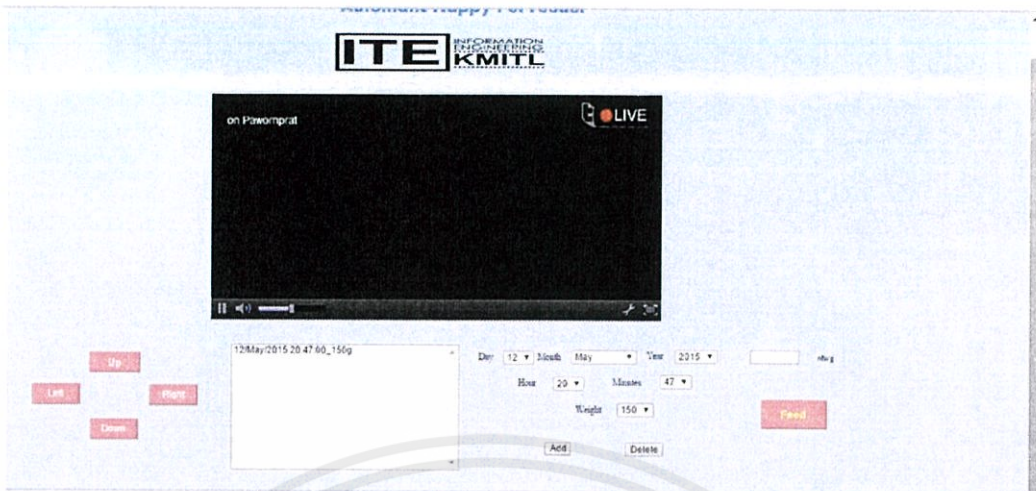 ITE INFORMATION ENGINEERING KMITL
on Pawornprat
LIVE
12/May/2015 20:47:00_150g
Day 12 Month May Year 2015
Hour 20 Minutes 47
Weight 150
Add Delete
Up
Left Right
Down
Feed